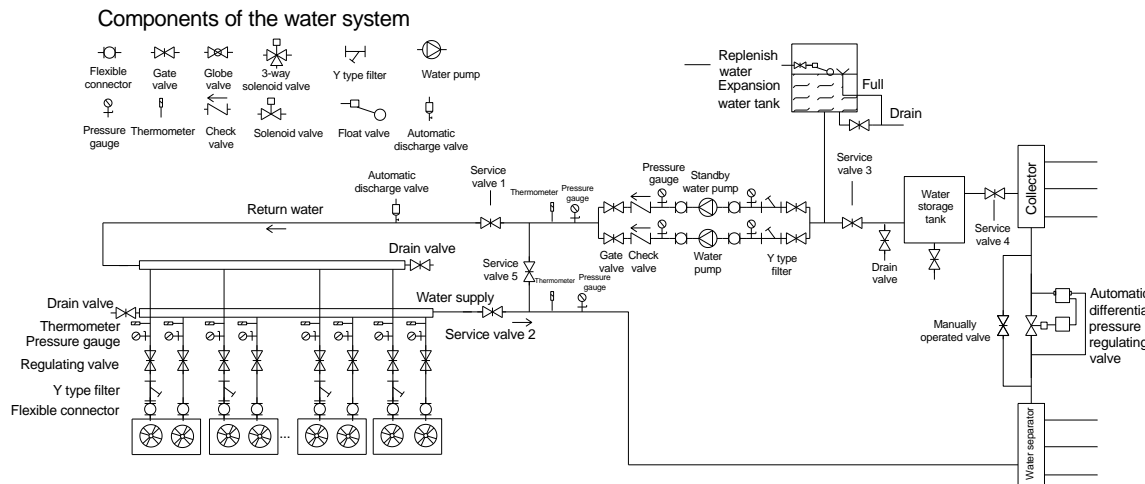 Components of the water system
Flexible
connector
Gate
valve
Globe
valve
3-way
solenoid valve
Y type filter
Water pump
Pressure
gauge
Thermometer
Check
valve
Solenoid valve
Float valve
Automatic
discharge valve
Replenish
water
Expansion
water tank
Full
Drain
Automatic
discharge valve
Service
valve 1
Thermometer
Pressure
gauge
Pressure
gauge
Standby
water pump
Service
valve 3
Water
storage
tank
Collector
Return water
Service
valve 4
Drain valve
Service
valve 5
Gate
valve
Check
valve
Water
pump
Y type
filter
Drain
valve
Thermometer
Pressure
gauge
Drain valve
Water supply
Service valve 2
Thermometer
Pressure gauge
Regulating valve
Y type filter
Flexible connector
...
Manually
operated valve
Automatic
differentia
pressure
regulating
valve
Water separator